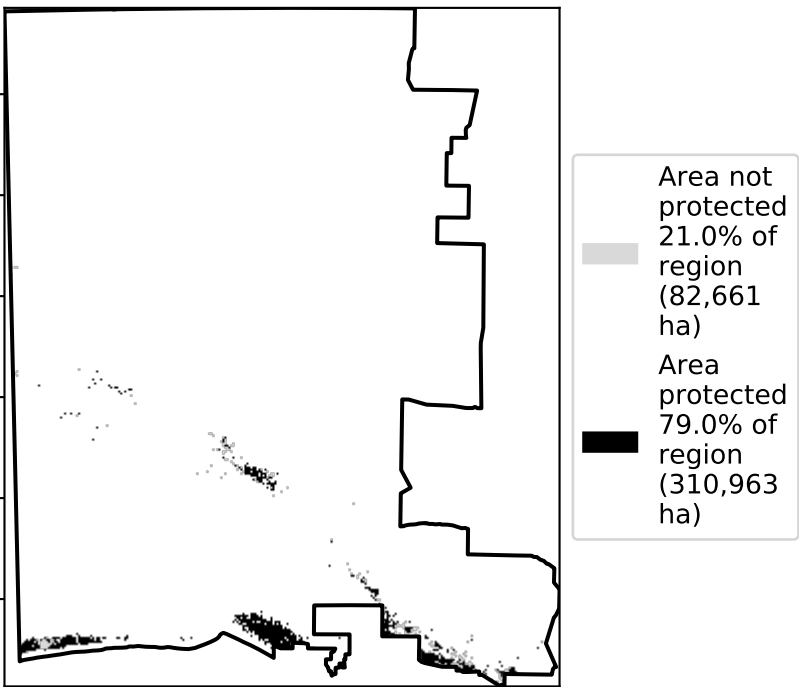 Area not
protected
21.0% of
region
(82,661
ha)
Area
protected
79.0% of
region
(310,963
ha)